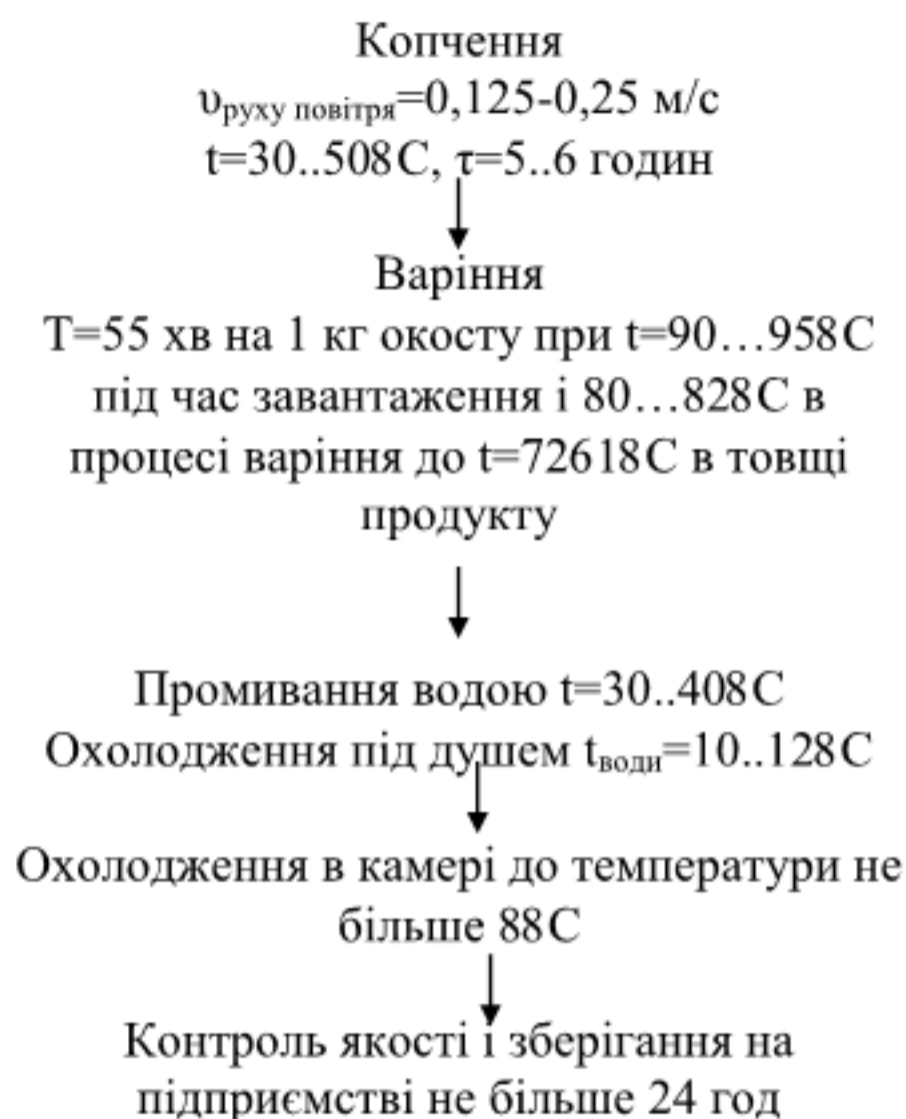 Копчення
υруху повітря=0,125-0,25 м/с
t=30..508С, τ=5..6 годин
Варіння
Т=55 хв на 1 кг окосту при t=90…958С
під час завантаження і 80…828С в
процесі варіння до t=72618С в товщі
продукту
Промивання водою t=30..408С
Охолодження під душем tводи=10..128С
Охолодження в камері до температури не
більше 88С
Контроль якості і зберігання на
підприємстві не більше 24 год